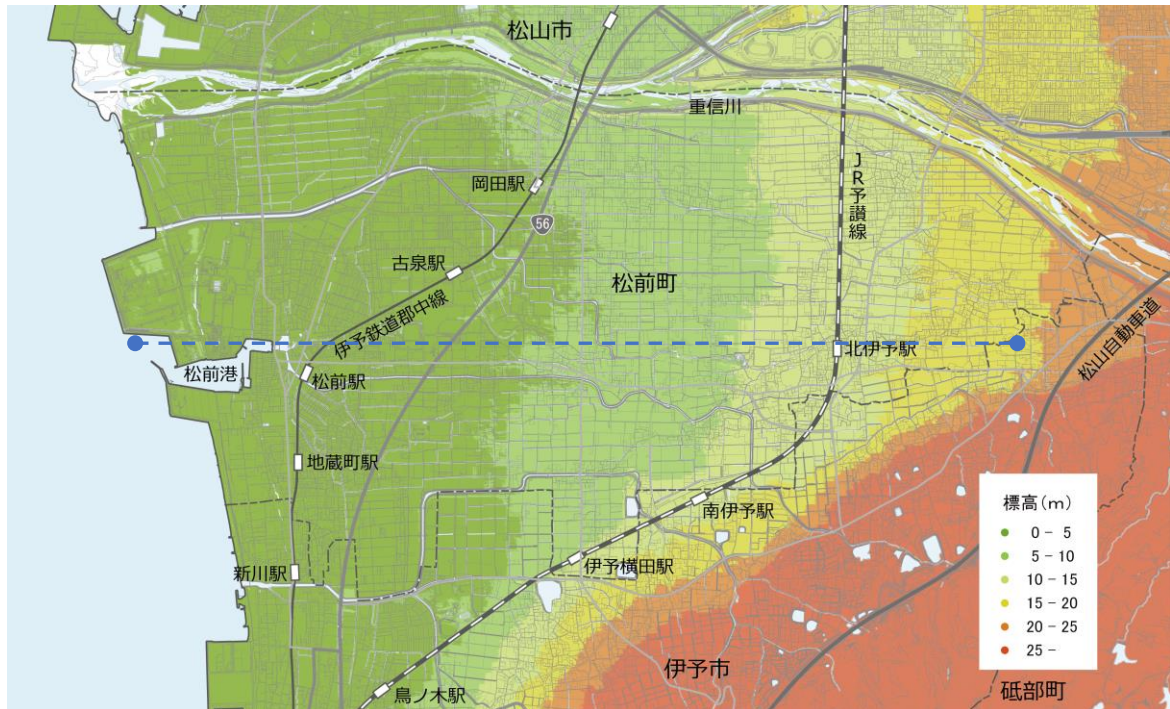 松山市
重信川
JR予讃線
岡田駅
56
古泉駅
松前町
伊予鉄道郡中線
松山自動車道
北伊予駅
松前港
松前駅
地蔵町駅
南伊予駅
伊予横田駅
新川駅
鳥ノ木駅
伊予市
砥部町
標高(m)
0 - 5
5 - 10
10 - 15
15 - 20
20 - 25
25 -